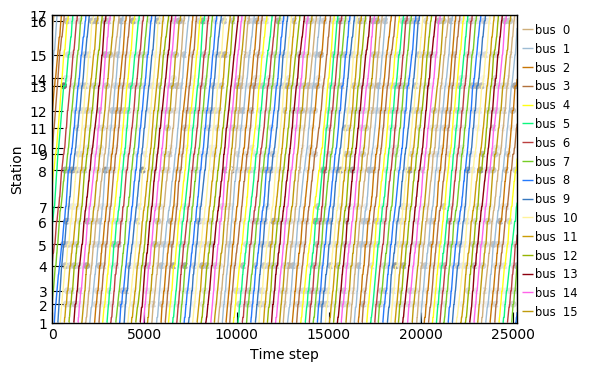 17
16
15
14
13
12
11
10
9
8
7
6
5
4
3
2
1
Station
0 5000 10000 15000 20000 25000
Time step
bus 0
bus 1
bus 2
bus 3
bus 4
bus 5
bus 6
bus 7
bus 8
bus 9
bus 10
bus 11
bus 12
bus 13
bus 14
bus 15